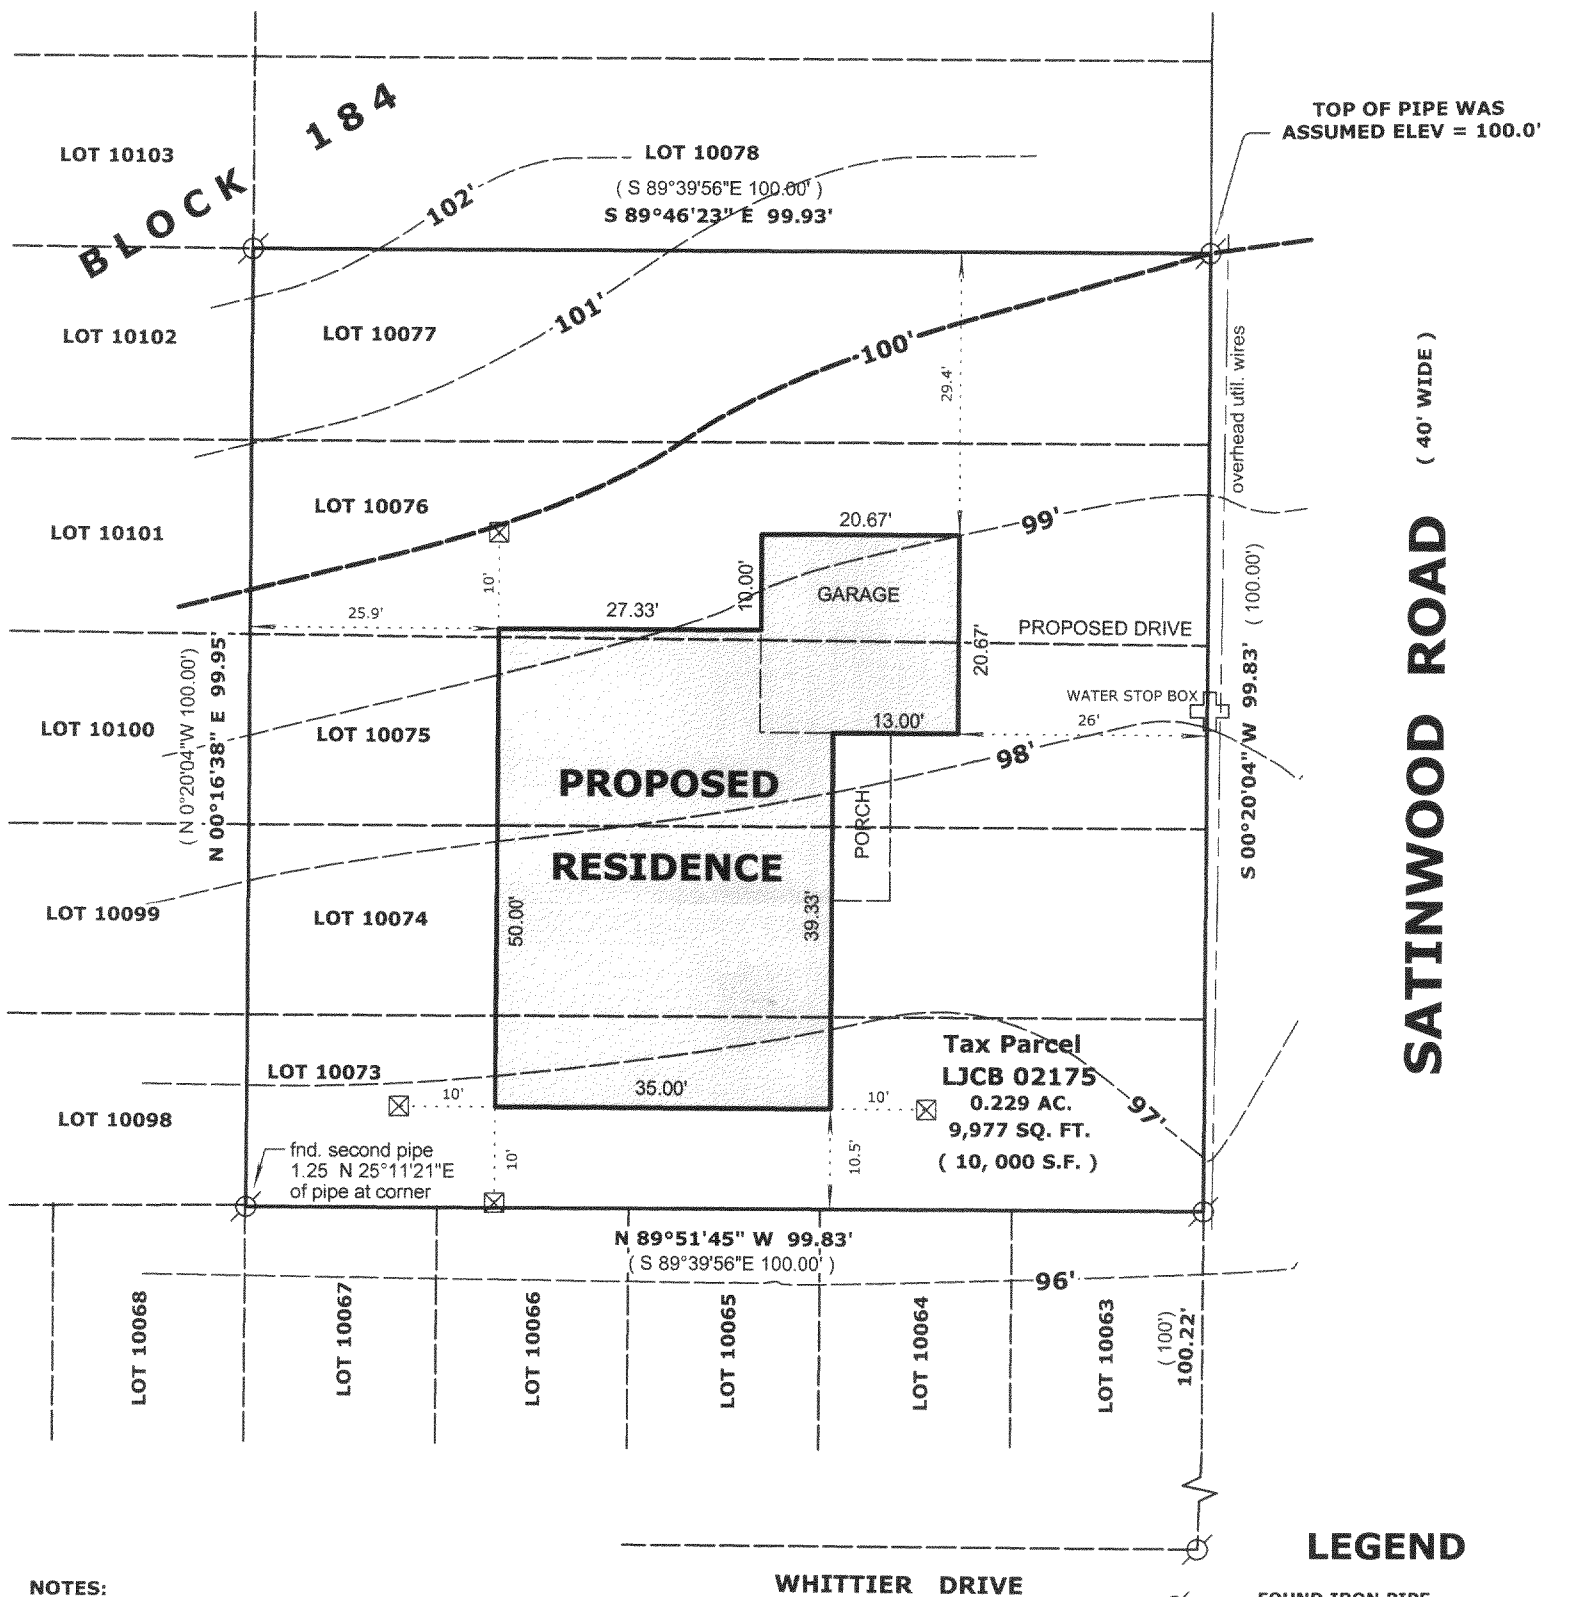 TOP OF PIPE WAS
ASSUMED ELEV = 100.0'
BLOCK 184
LOT 10103
LOT 10078
( S 89°39'56"E 100.00' )
S 89°46'23" E 99.93'
102'
101'
100'
LOT 10102
LOT 10077
29.4'
overhead util. wires
( 40' WIDE )
SATINWOOD ROAD
LOT 10101
LOT 10076
99'
20.67'
10'
10.00'
GARAGE
25.9'
27.33'
PROPOSED DRIVE
20.67'
( 100.00' )
S 00°20'04" W 99.83'
( N 0°20'04"W 100.00')
N 00°16'38" E 99.95'
WATER STOP BOX
LOT 10100
LOT 10075
13.00'
26'
98'
PROPOSED
RESIDENCE
PORCH
LOT 10099
LOT 10074
50.00'
39.33'
Tax Parcel
LJCB 02175
0.229 AC.
9,977 SQ. FT.
( 10, 000 S.F. )
97'
LOT 10073
35.00'
10'
10'
LOT 10098
fnd. second pipe
1.25 N 25°11'21"E
of pipe at corner
10'
10.5'
N 89°51'45" W 99.83'
( S 89°39'56"E 100.00' )
96'
LOT 10068
LOT 10067
LOT 10066
LOT 10065
LOT 10064
LOT 10063
( 100')
100.22'
LEGEND
NOTES:
WHITTIER DRIVE
FOUND IRON PIPE